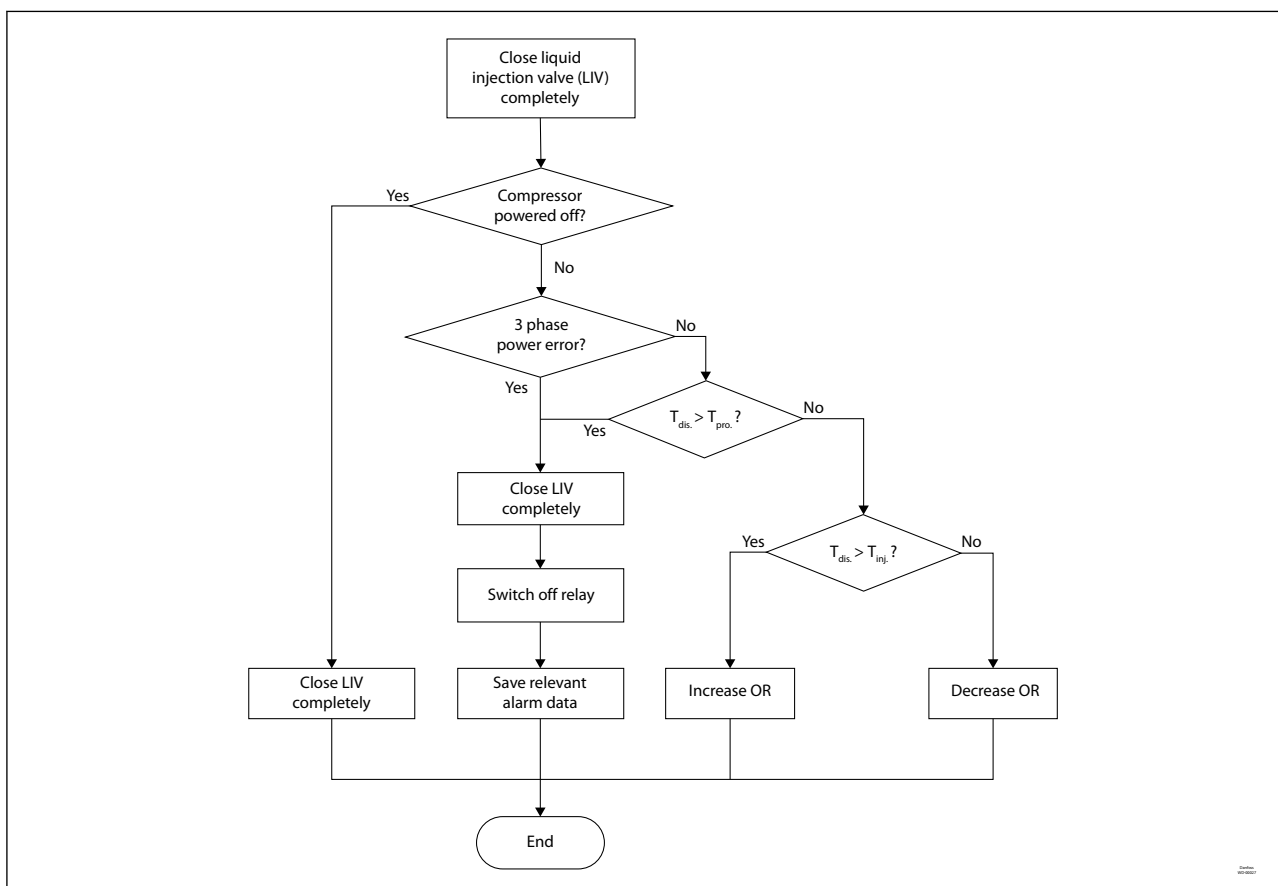 Close liquid
injection valve (LIV)
completely
Yes
Compressor
powered off?
No
3 phase
power error?
No
Yes
T dis. > T pro. ?
Yes
No
Close LIV
completely
Yes
T dis. > T inj. ?
No
Switch off relay
Close LIV
completely
Save relevant
alarm data
Increase OR
Decrease OR
End
Danfoss